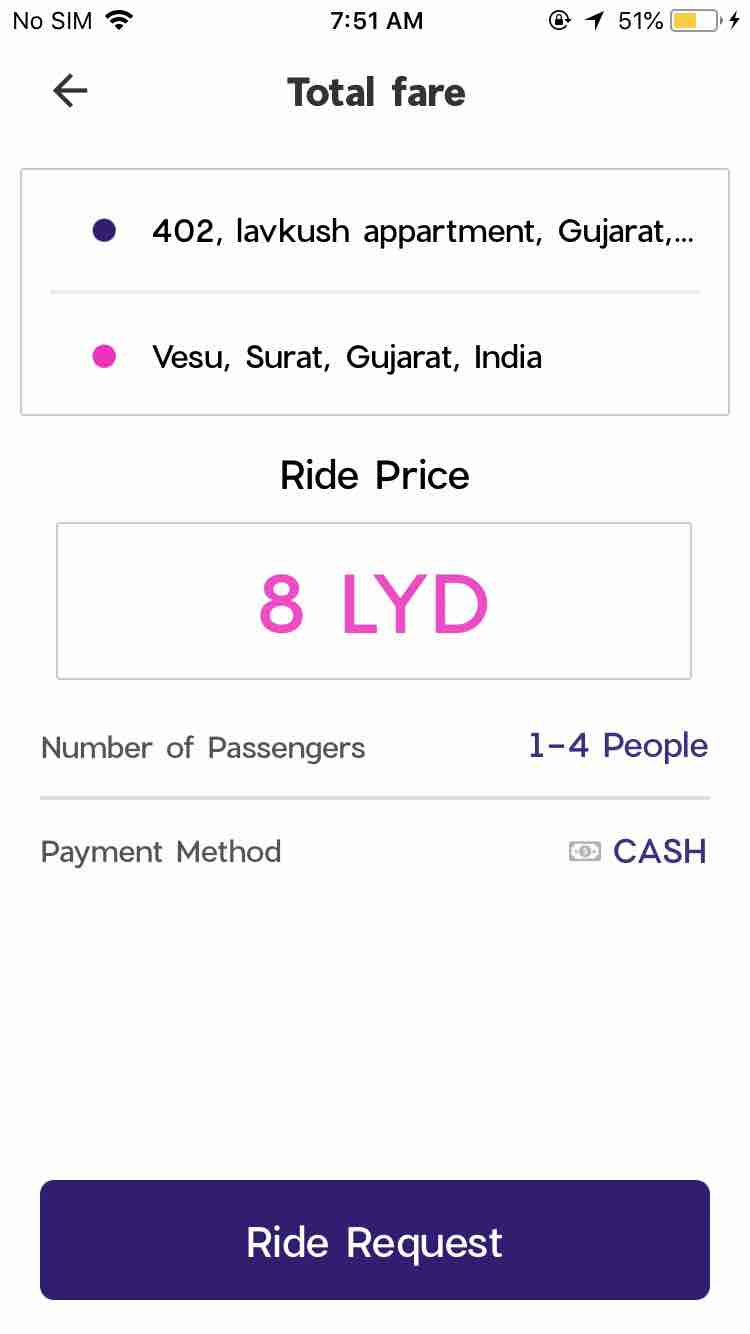 No SIM 7:51 AM 51%
Total fare
402, lavkush appartment, Gujarat,...
Vesu, Surat, Gujarat, India
Ride Price
8 LYD
Number of Passengers 1-4 People
Payment Method CASH
Ride Request